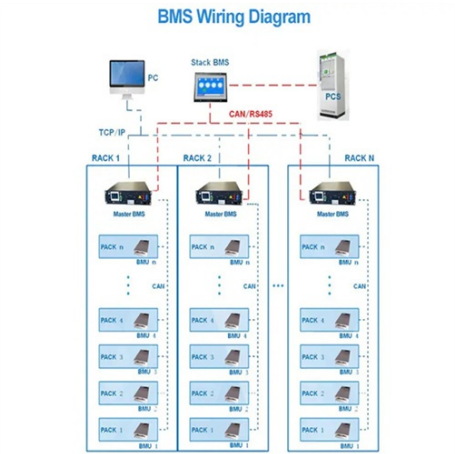 BMS Wiring Diagram
PC
Stack BMS
PCS
CAN/RS485
TCP/IP
RACK 1
RACK 2
RACK N
Master BMS
Master BMS
Master BMS
PACK n
BMU n
PACK n
BMU n
PACK n
BMU n
CAN
CAN
CAN
PACK 4
BMU 4
PACK 4
BMU 4
PACK 4
BMU 4
PACK 3
BMU 3
PACK 3
BMU 3
PACK 3
BMU 3
PACK 2
BMU 2
PACK 2
BMU 2
PACK 2
BMU 2
PACK 1
BMU 1
PACK 1
BMU 1
PACK 1
BMU 1